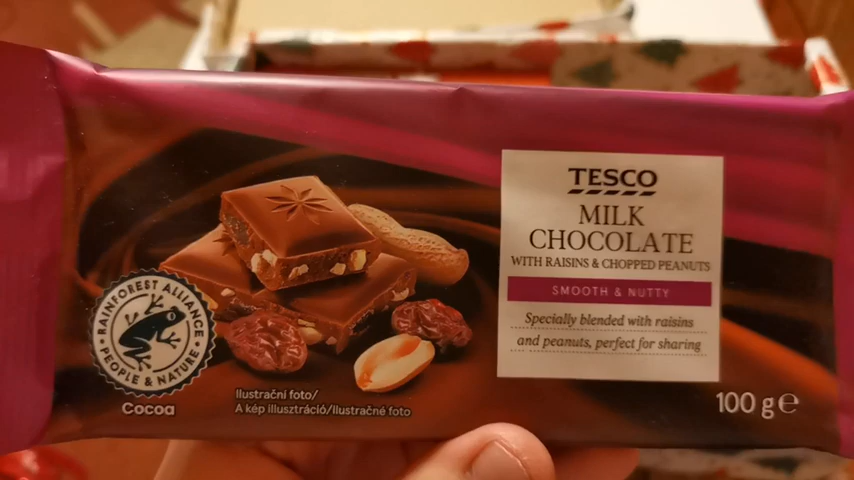 TESCO
MILK
CHOCOLATE
WITH RAISINS & CHOPPED PEANUTS
SMOOTH & NUTTY
Specially blended with raisins
and peanuts, perfect for sharing
RAINFOREST ALLIANCE
PEOPLE & NATURE
Cocoa
Ilustrační foto/
A kép illusztráció/Ilustračné foto
100 g e